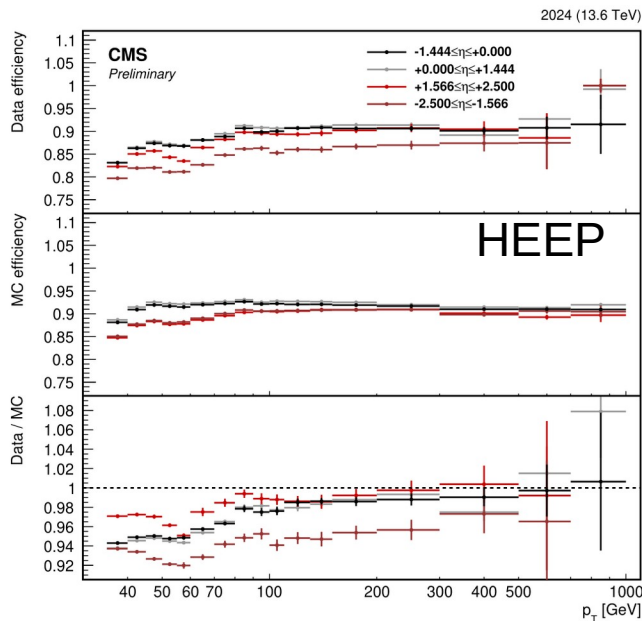 2024 (13.6 TeV)
CMS
Preliminary
-1.444≤η≤+0.000
+0.000≤η≤+1.444
+1.566≤η≤+2.500
-2.500≤η≤-1.566
Data efficiency
1.1
1.05
1
0.95
0.9
0.85
0.8
0.75
HEEP
MC efficiency
1.1
1.05
1
0.95
0.9
0.85
0.8
0.75
Data / MC
1.08
1.06
1.04
1.02
1
0.98
0.96
0.94
0.92
40 50 60 70 100 200 300 400 500 1000
p_T [GeV]